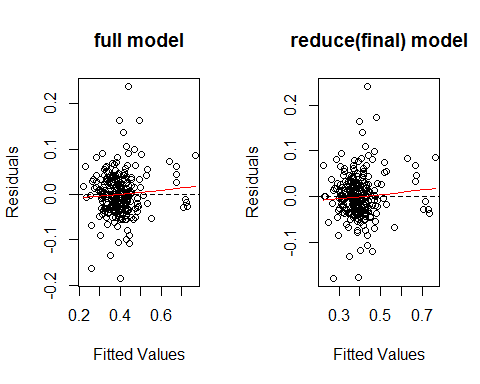 full model
Residuals
0.2
0.1
0.0
-0.1
-0.2
0.2
0.4
0.6
Fitted Values
reduce(final) model
Residuals
0.2
0.1
0.0
-0.1
0.3
0.5
0.7
Fitted Values